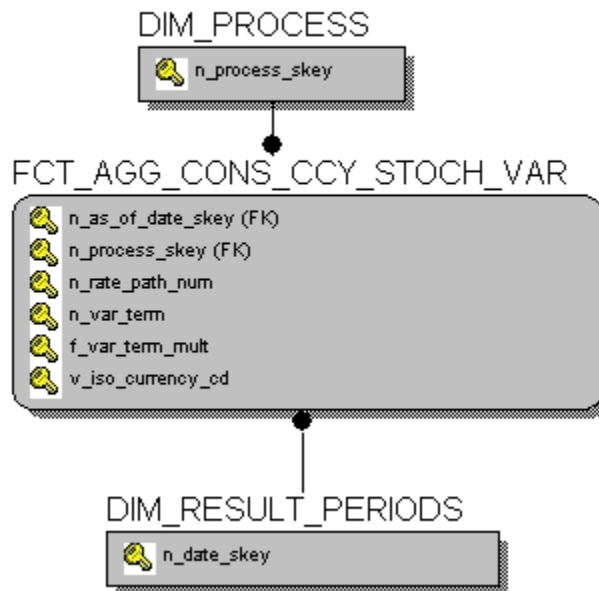 DIM_PROCESS
n_process_skey
FCT_AGG_CONS_CCY_STOCH_VAR
n_as_of_date_skey (FK)
n_process_skey (FK)
n_rate_path_num
n_var_term
f_var_term_mult
v_iso_currency_cd
DIM_RESULT_PERIODS
n_date_skey